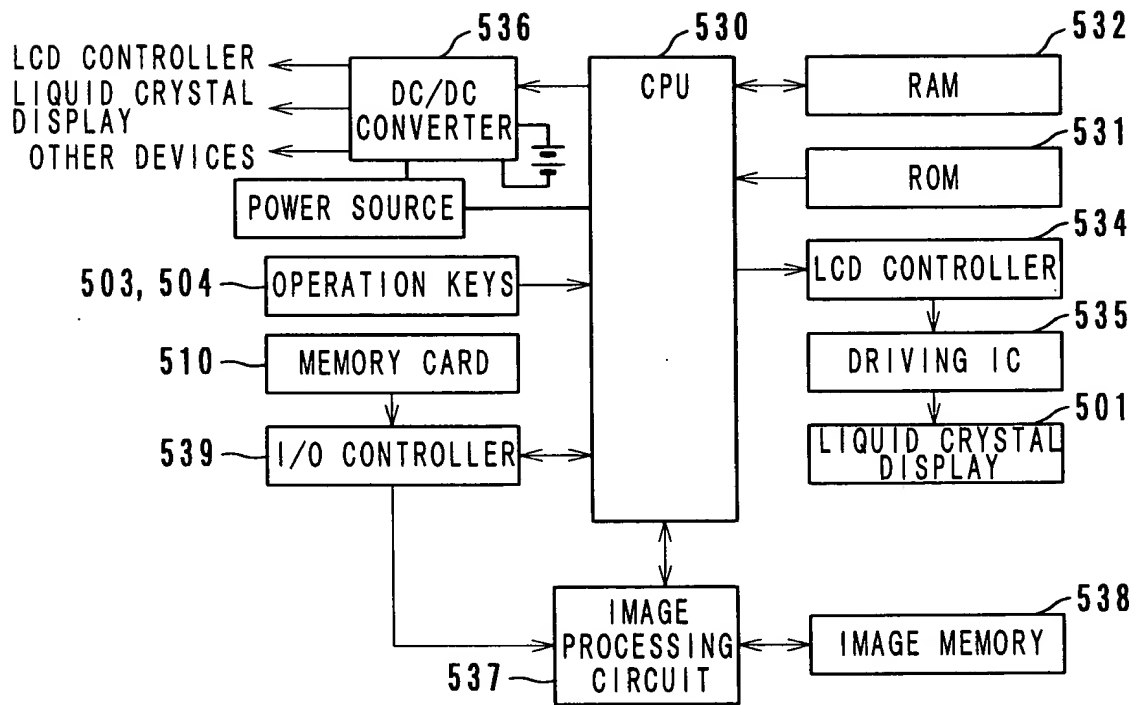 536
530
532
LCD CONTROLLER
LIQUID CRYSTAL
DISPLAY
OTHER DEVICES
DC/DC
CONVERTER
CPU
RAM
531
ROM
POWER SOURCE
534
LCD CONTROLLER
503, 504
OPERATION KEYS
535
DRIVING IC
510
MEMORY CARD
501
LIQUID CRYSTAL
DISPLAY
539
I/O CONTROLLER
IMAGE
PROCESSING
CIRCUIT
537
538
IMAGE MEMORY